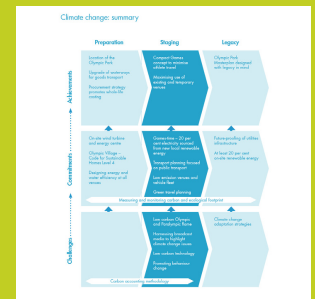 Climate change: summary
Preparation
Staging
Legacy
Achievements
Location of the
Olympic Park
Upgrade of waterways
for goods transport
Procurement strategy
promotes whole-life
costing
Compact Games
concept to minimise
athlete travel
Maximising use of
existing and temporary
venues
Olympic Park
masterplan designed
with legacy in mind
Commitments
On-site wind turbine
and energy centre
Olympic Village –
Code for Sustainable
Homes Level 4
Designing energy and
water efficiency at all
venues
Games-time – 20 per
cent electricity sourced
from new local renewable
energy
Transport planning focused
on public transport
Low emission venues and
vehicle fleet
Green travel planning
Future-proofing of utilities
infrastructure
At least 20 per cent
on-site renewable energy
Measuring and monitoring carbon and ecological footprint
Challenges
Low carbon Olympic
and Paralympic flame
Harnessing broadcast
media to highlight
climate change causes
Low carbon technology
Promoting behaviour
change
Climate change
adaptation strategies
Carbon accounting methodology